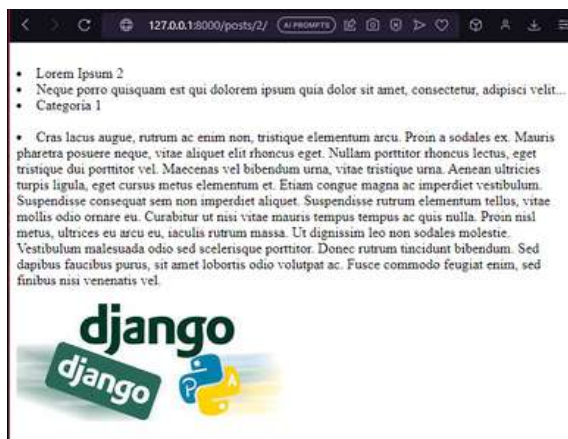 127.0.0.1:8000/posts/2/ AI PROMPTS
• Lorem Ipsum 2
• Neque porro quisquam est qui dolorem ipsum quia dolor sit amet, consectetur, adipisci velit...
• Categoria 1
• Cras lacus augue, rutrum ac enim non, tristique elementum arcu. Proin a sodales ex. Mauris
pharetra posuere neque, vitae aliquet elit rhoncus eget. Nullam porttitor rhoncus lectus, eget
tristique dui porttitor vel. Maecenas vel bibendum urna, vitae tristique urna. Aenean ultricies
turpis ligula, eget cursus metus elementum et. Etiam congue magna ac imperdiet vestibulum.
Suspendisse consequat sem non imperdiet aliquet. Suspendisse rutrum elementum tellus, vitae
mollis odio ornare eu. Curabitur ut nisi vitae mauris tempus tempus ac quis nulla. Proin nisl
metus, ultrices eu arcu eu, iaculis rutrum massa. Ut dignissim leo non sodales molestie.
Vestibulum malesuada odio sed scelerisque porttitor. Donec rutrum tincidunt bibendum. Sed
dapibus faucibus purus, sit amet lobortis odio volutpat ac. Fusce commodo feugiat enim, sed
finibus nisi venenatis vel.
django
django
P A